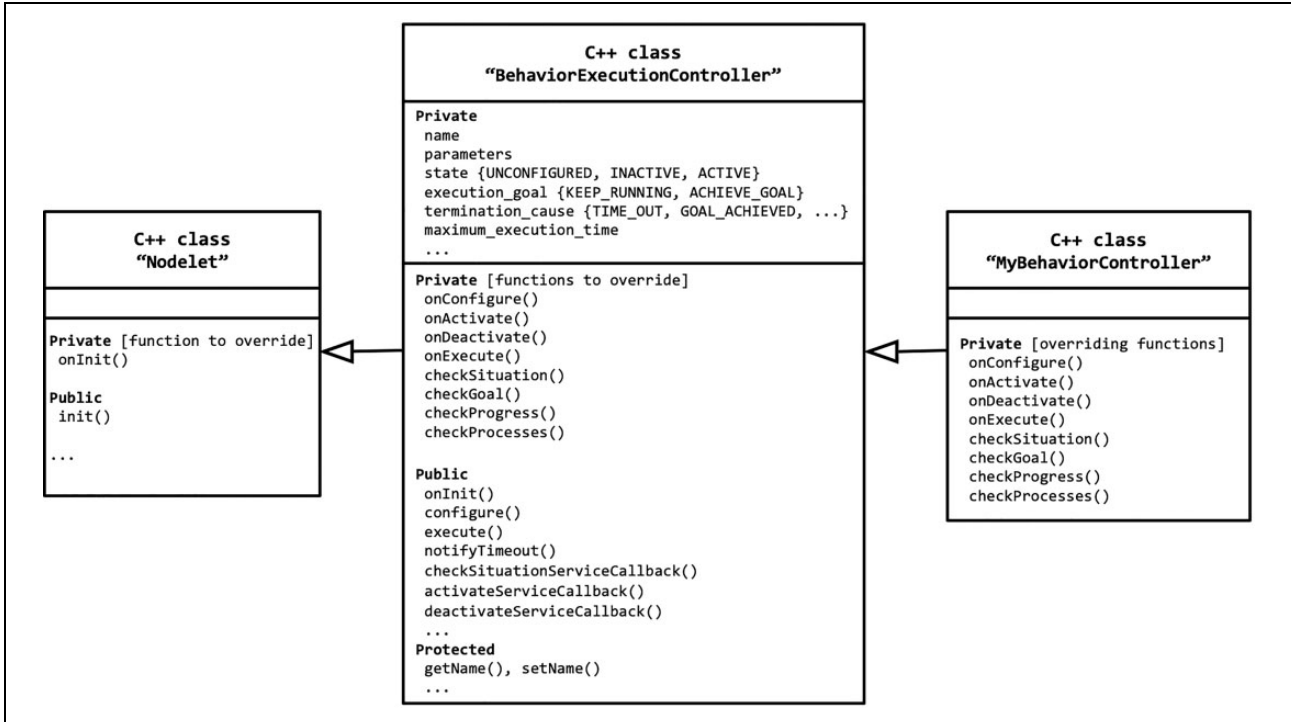 C++ class
“Nodelet”
Private [function to override]
onInit()
Public
init()
...
C++ class
“BehaviorExecutionController”
Private
name
parameters
state {UNCONFIGURED, INACTIVE, ACTIVE}
execution_goal {KEEP_RUNNING, ACHIEVE_GOAL}
termination_cause {TIME_OUT, GOAL_ACHIEVED, ...}
maximum_execution_time
...
Private [functions to override]
onConfigure()
onActivate()
onDeactivate()
onExecute()
checkSituation()
checkGoal()
checkProgress()
checkProcesses()
Public
onInit()
configure()
execute()
notifyTimeout()
checkSituationServiceCallback()
activateServiceCallback()
deactivateServiceCallback()
...
Protected
getName(), setName()
...
C++ class
“MyBehaviorController”
Private [overriding functions]
onConfigure()
onActivate()
onDeactivate()
onExecute()
checkSituation()
checkGoal()
checkProgress()
checkProcesses()